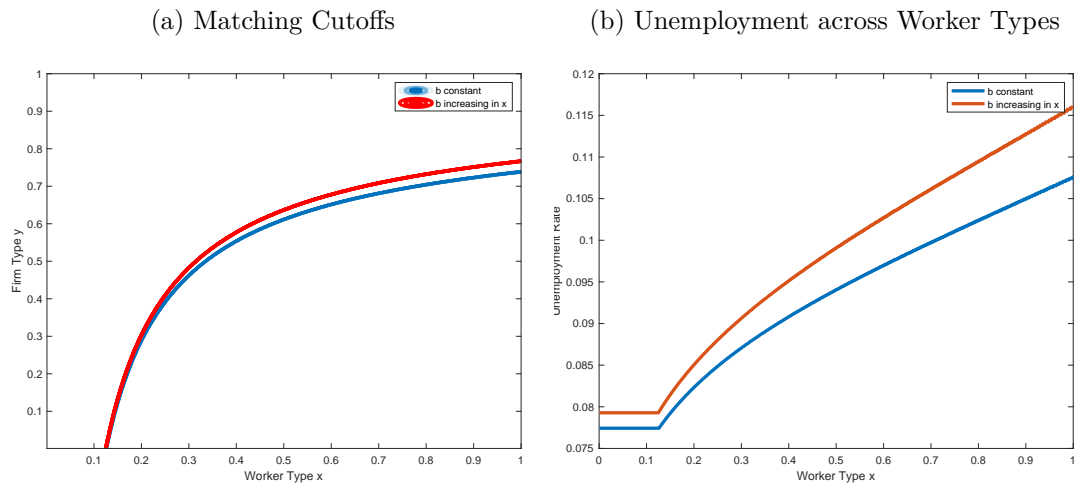 (a) Matching Cutoffs
(b) Unemployment across Worker Types
1
0.9
0.8
0.7
0.6
0.5
0.4
0.3
0.2
0.1
Firm Type y
0.1 0.2 0.3 0.4 0.5 0.6 0.7 0.8 0.9 1
Worker Type x
b constant
b increasing in x
0.12
0.115
0.11
0.105
0.1
0.095
0.09
0.085
0.08
0.075
Unemployment Rate
0 0.1 0.2 0.3 0.4 0.5 0.6 0.7 0.8 0.9 1
Worker Type x
b constant
b increasing in x